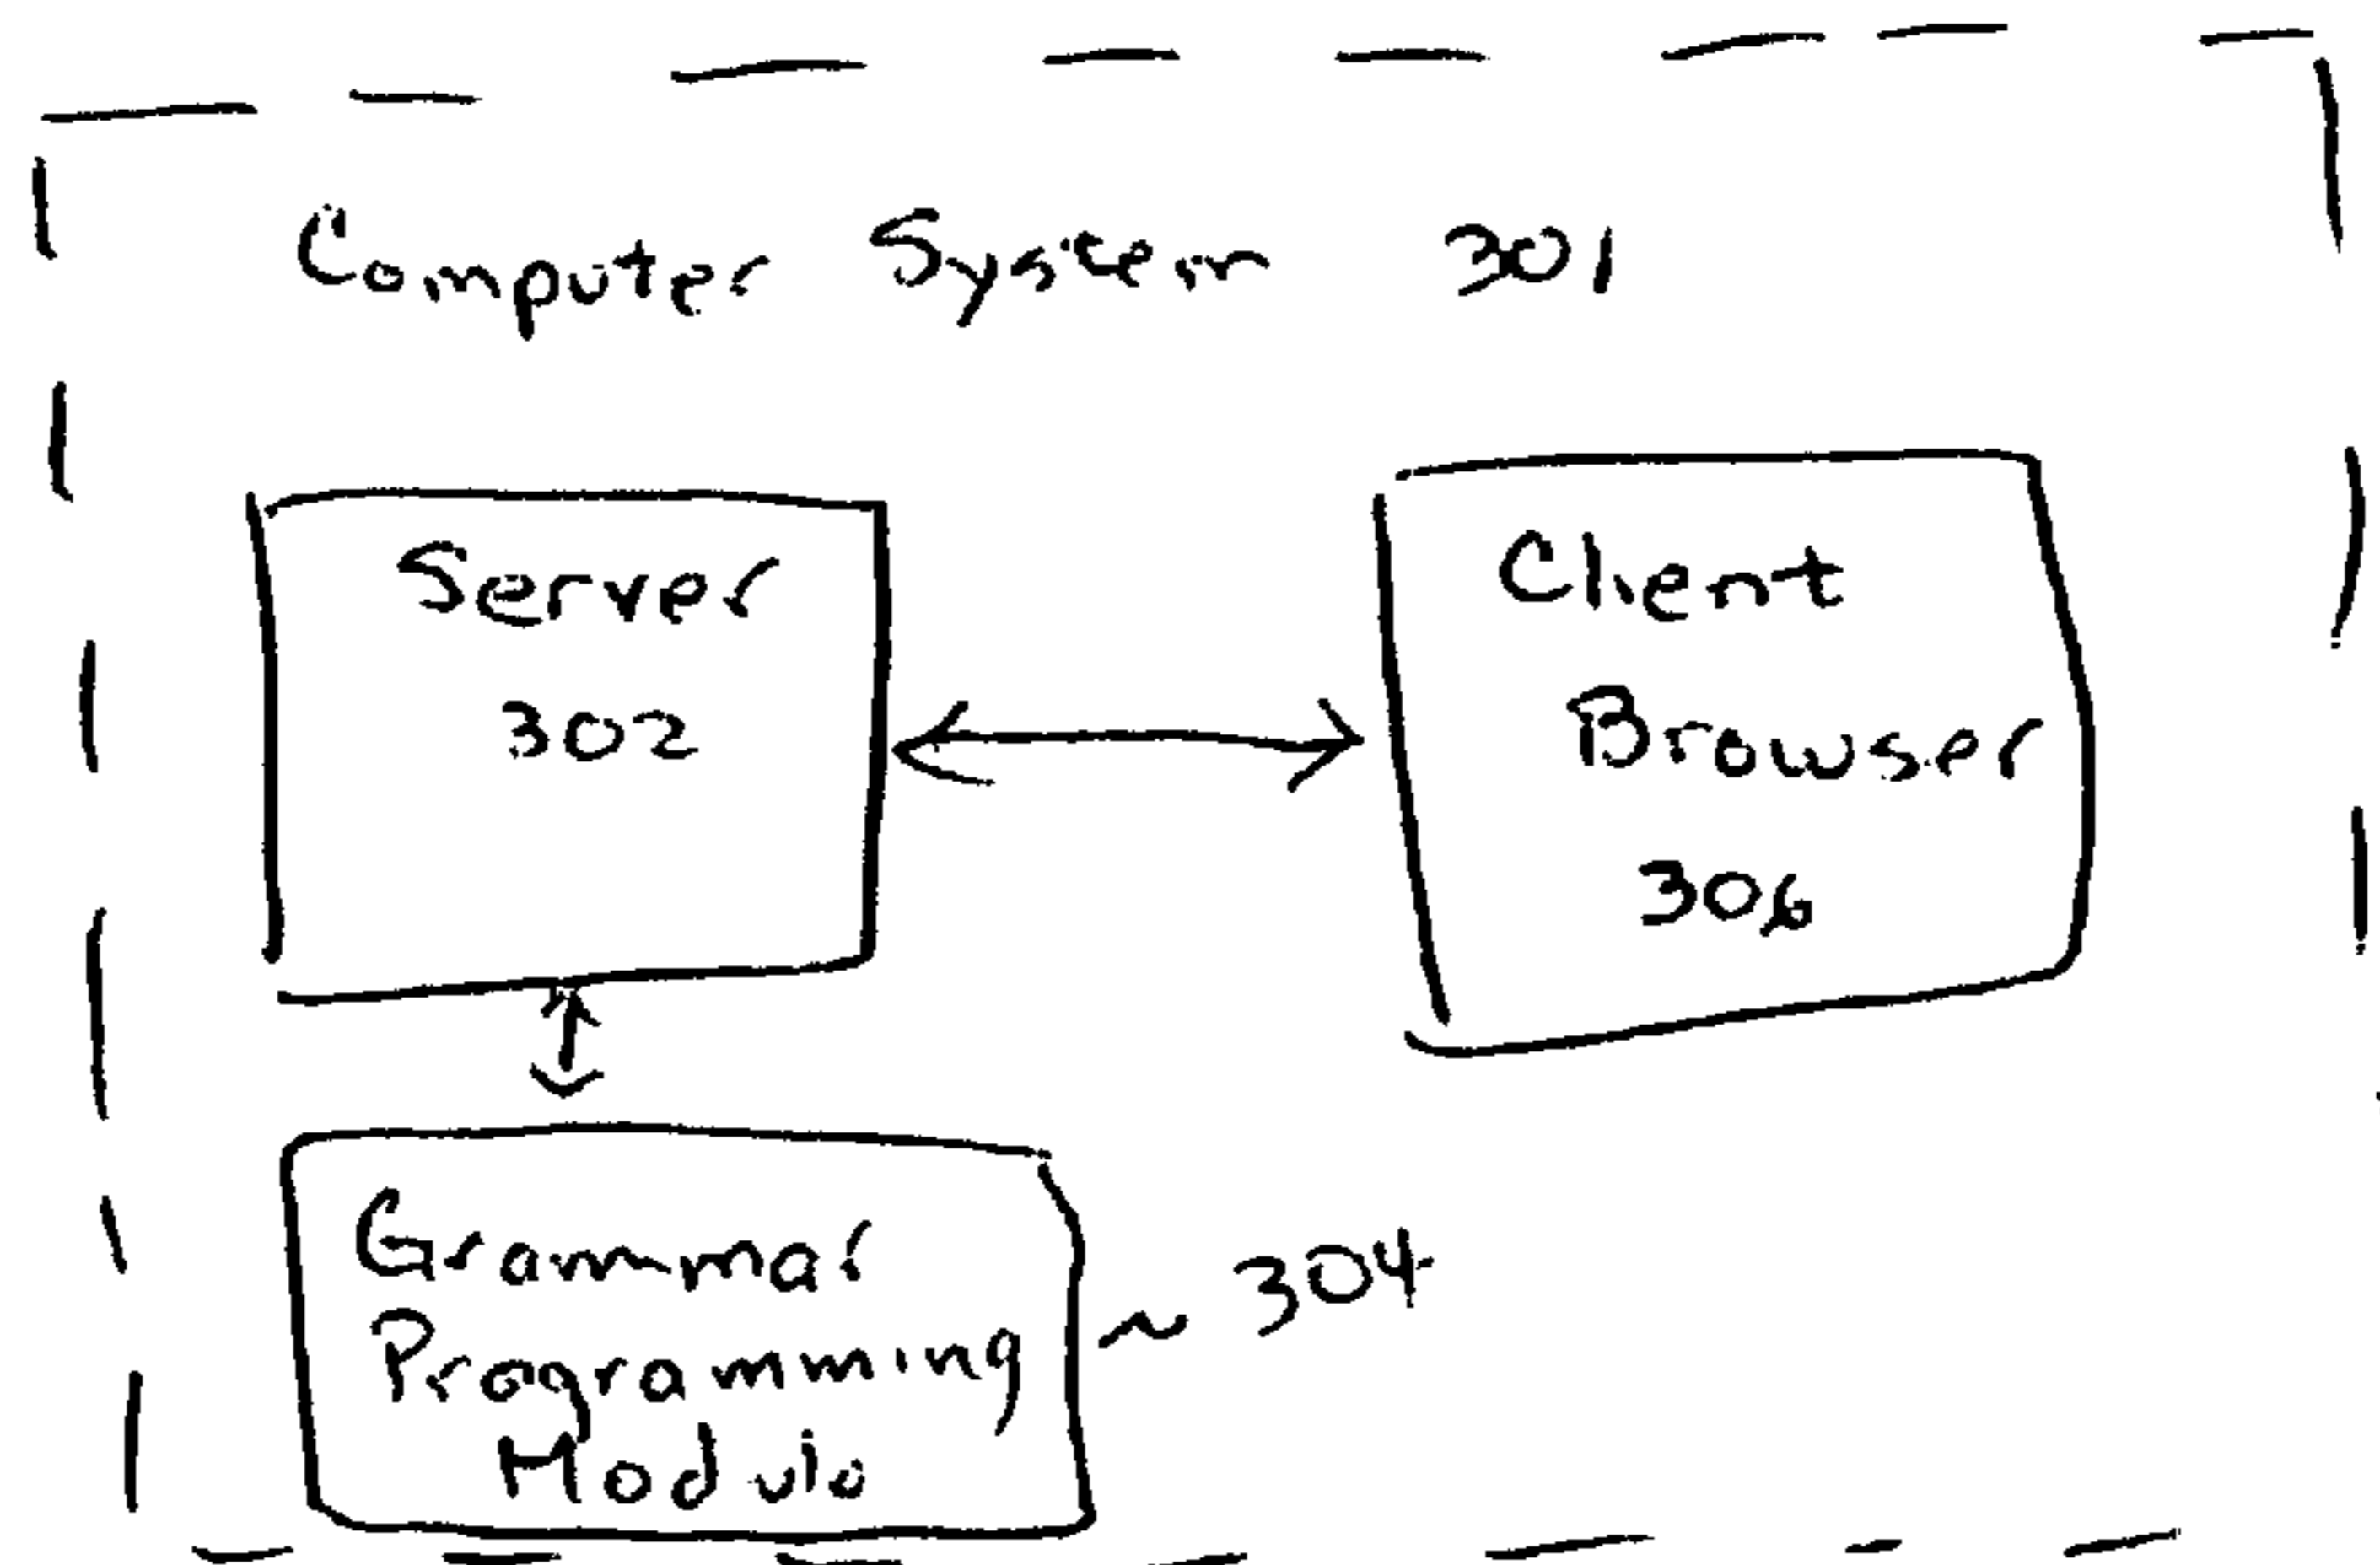 Computer System 301
Server
302
Client
Browser
306
Grammar
Programming
Module
~ 304